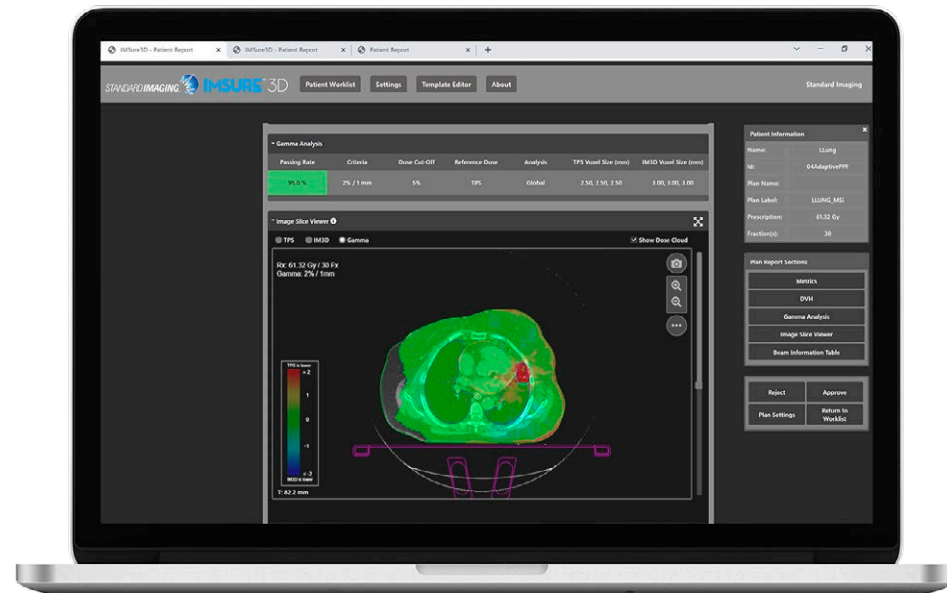 IMSure3D - Patient Report × IMSure3D - Patient Report × Patient Report × +
STANDARD IMAGING. IMSURE™ 3D Patient Worklist Settings Template Editor About Standard Imaging
Gamma Analysis
Passing Rate Criteria Dose Cut-Off Reference Dose Analysis TPS Voxel Size (mm) IM3D Voxel Size (mm)
95.0 % 2% / 1 mm 5% TPS Global 2.50, 2.50, 2.50 3.00, 3.00, 3.00
Image Slice Viewer
TPS IM3D Gamma Show Dose Cloud
Rx: 61.32 Gy / 30 Fx
Gamma: 2% / 1mm
TPS is lower
1
0
-1
IM3D is lower
T: 82.2 mm
Patient Information ×
Name: LLung
Id: 04AdaptivePPF
Plan Name:
Plan Label: LLUNG_MSI
Prescription: 61.32 Gy
Fraction(s): 30
Plan Report Sections
Metrics
DVH
Gamma Analysis
Image Slice Viewer
Beam Information Table
Reject Approve
Plan Settings Return to
Worklist